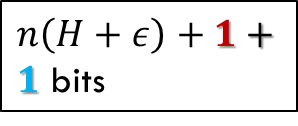 n(H + ϵ) + 1 +
1 bits